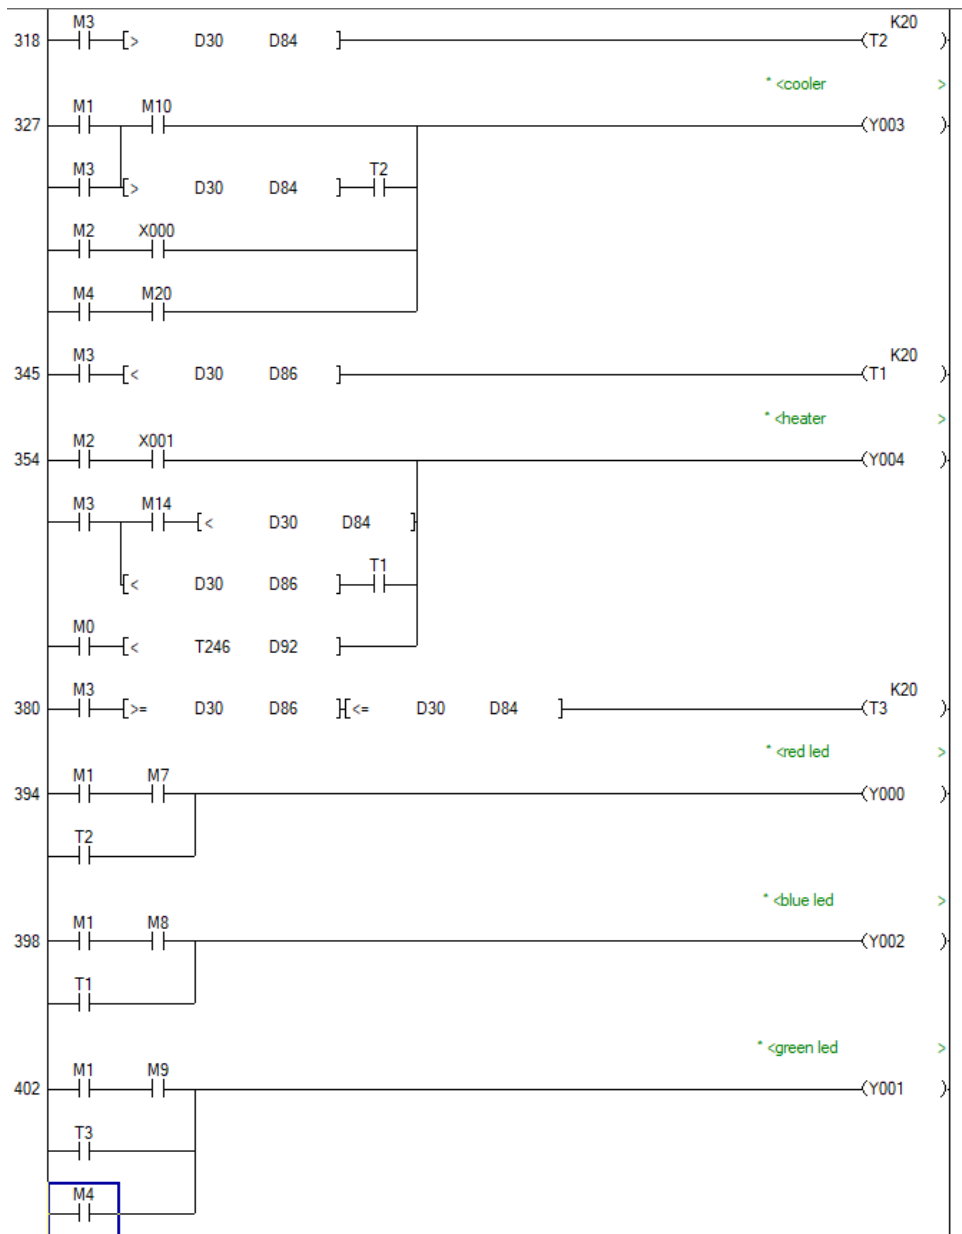 M3 K20
318 [> D30 D84 ] (T2 )
* <cooler >
M1 M10
327 (Y003 )
M3 T2
[> D30 D84 ]
M2 X000
M4 M20
M3 K20
345 [< D30 D86 ] (T1 )
* <heater >
M2 X001
354 (Y004 )
M3 M14
[< D30 D84 ]
T1
[< D30 D86 ]
M0
[< T246 D92 ]
M3 K20
380 [>= D30 D86 ][<= D30 D84 ] (T3 )
* <red led >
M1 M7
394 (Y000 )
T2
* <blue led >
M1 M8
398 (Y002 )
T1
* <green led >
M1 M9
402 (Y001 )
T3
M4